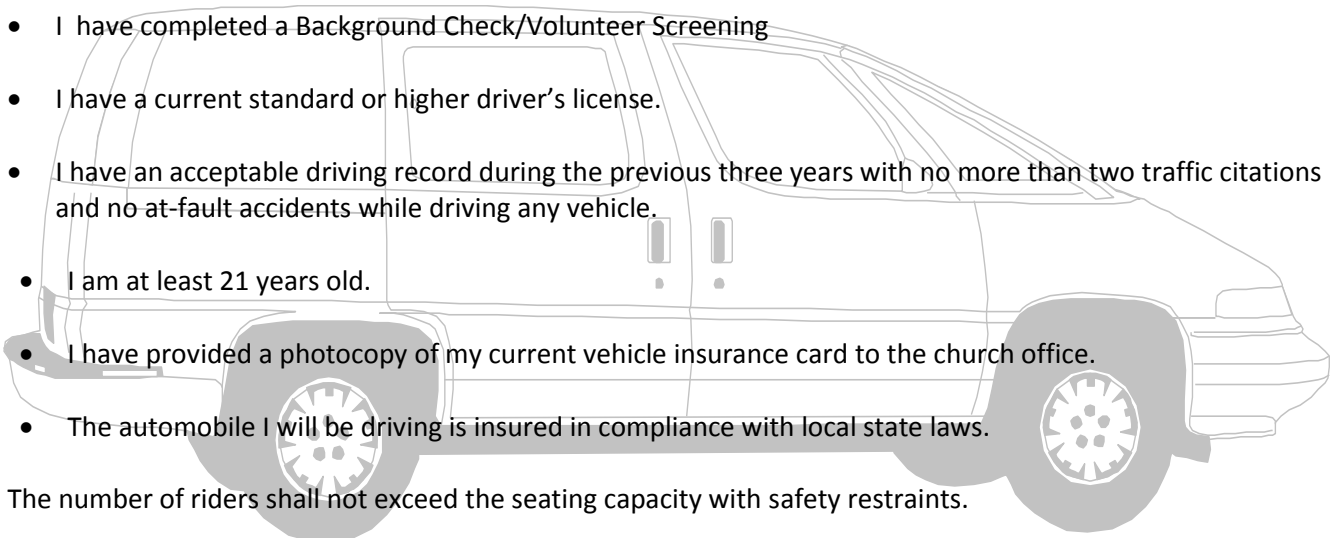 • I have completed a Background Check/Volunteer Screening
• I have a current standard or higher driver’s license.
• I have an acceptable driving record during the previous three years with no more than two traffic citations
and no at-fault accidents while driving any vehicle.
• I am at least 21 years old.
• I have provided a photocopy of my current vehicle insurance card to the church office.
• The automobile I will be driving is insured in compliance with local state laws.
The number of riders shall not exceed the seating capacity with safety restraints.